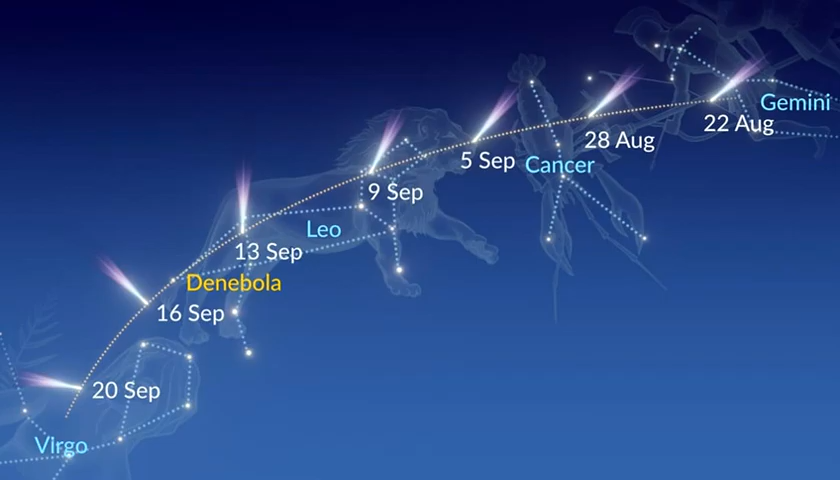 Gemini
22 Aug
28 Aug
5 Sep
Cancer
9 Sep
Leo
13 Sep
Denebola
16 Sep
20 Sep
Virgo